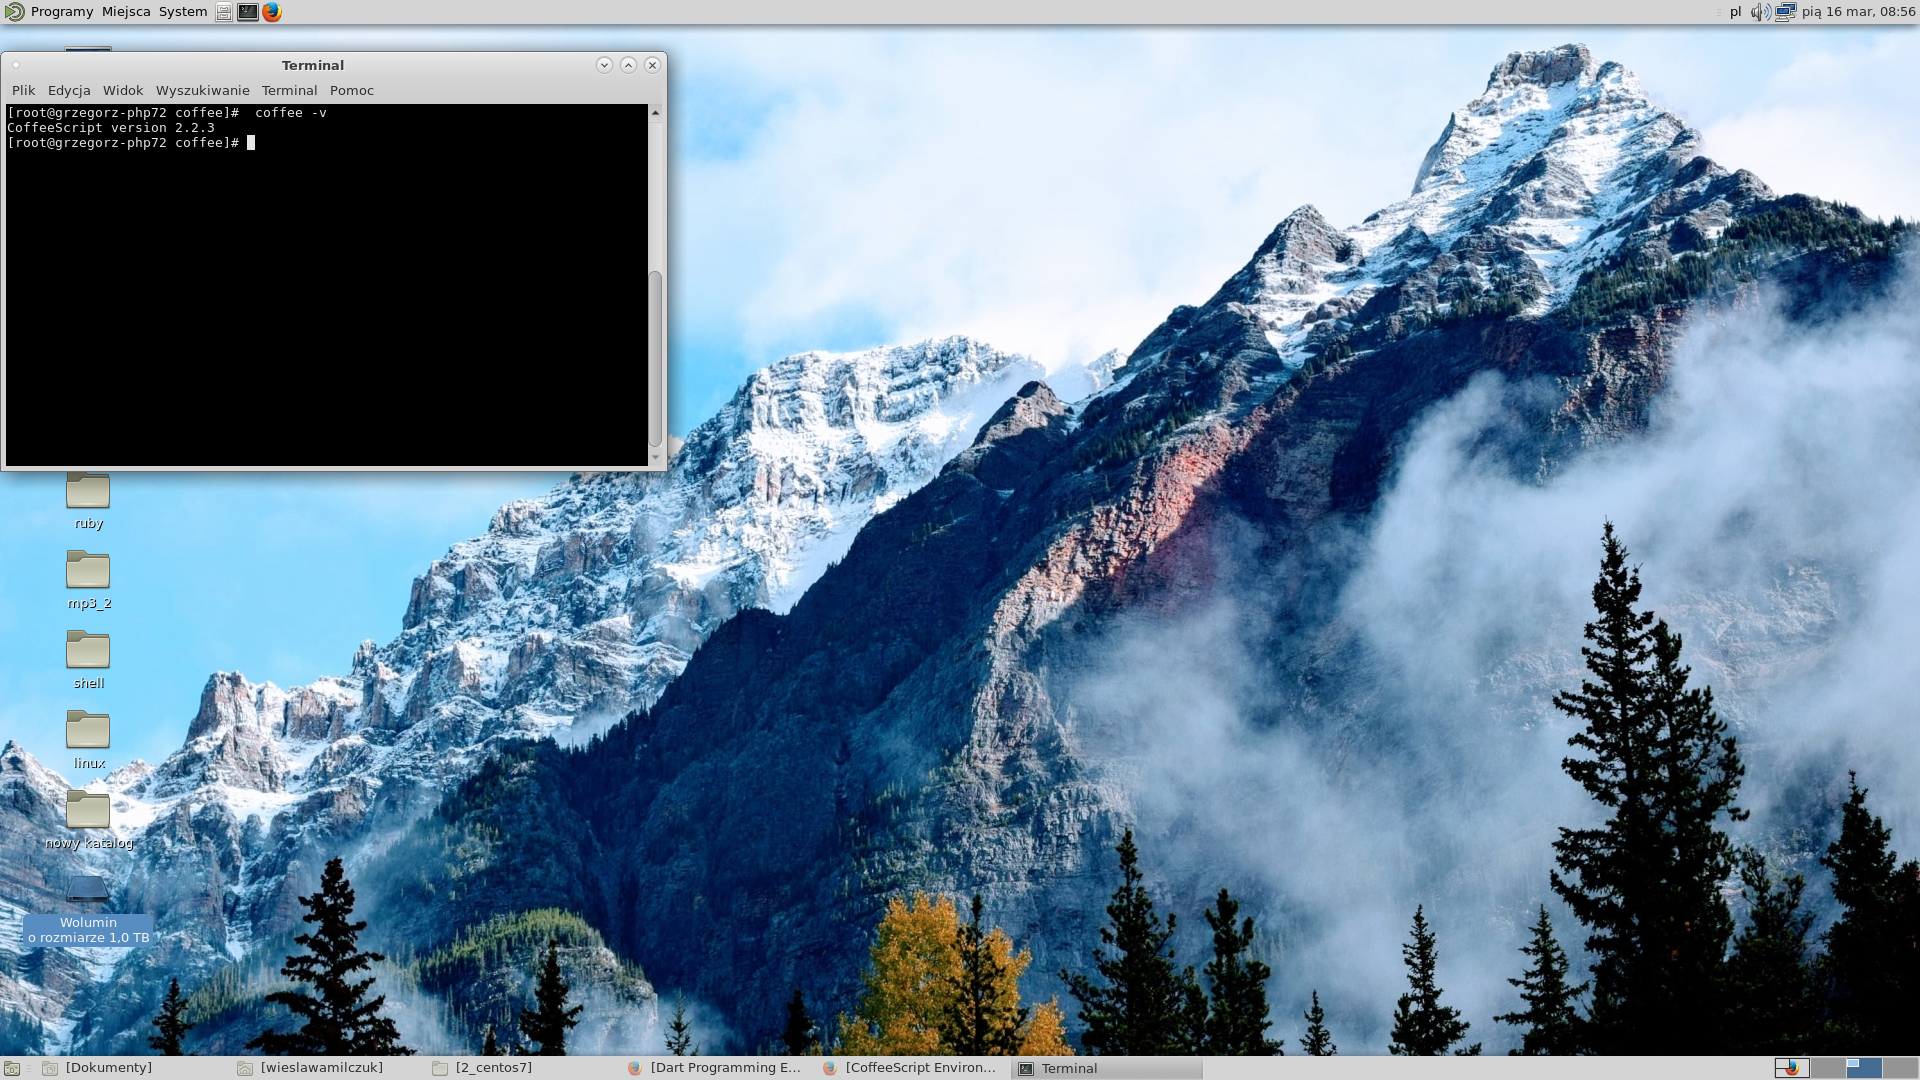 Programy Miejsca System
pl pią 16 mar, 08:56
Terminal
Plik Edycja Widok Wyszukiwanie Terminal Pomoc
[root@grzegorz-php72 coffee]#  coffee -v
CoffeeScript version 2.2.3
[root@grzegorz-php72 coffee]#
ruby
mp3_2
shell
linux
nowy katalog
Wolumin
o rozmiarze 1,0 TB
[Dokumenty] [wieslawamilczuk] [2_centos7] [Dart Programming E... [CoffeeScript Environ... Terminal